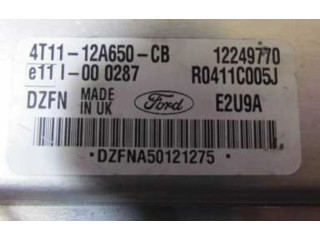 4T11-12A650-CB 12249770
e11 I-00 0287 R0411C005J
DZFN MADE IN UK Ford E2U9A
*DZFNA50121275*